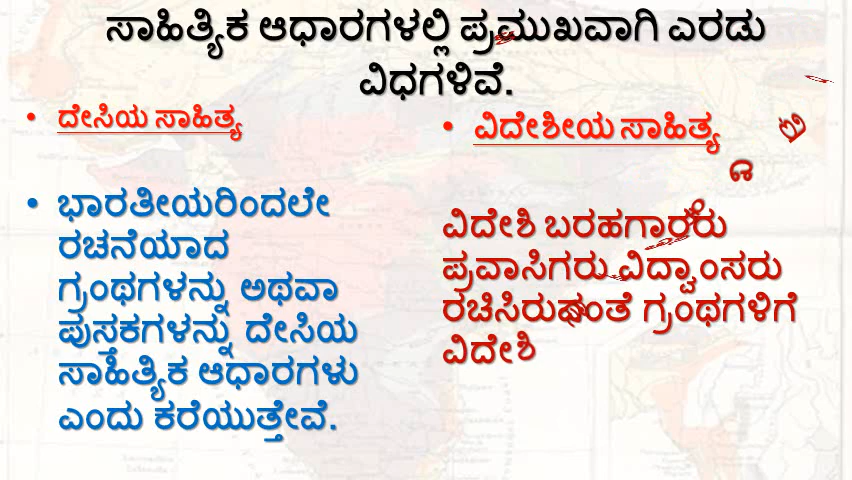 ಸಾಹಿತ್ಯಿಕ ಆಧಾರಗಳಲ್ಲಿ ಪ್ರಮುಖವಾಗಿ ಎರಡು
ವಿಧಗಳಿವೆ.
• ದೇಸಿಯ ಸಾಹಿತ್ಯ
• ಭಾರತೀಯರಿಂದಲೇ
ರಚನೆಯಾದ
ಗ್ರಂಥಗಳನ್ನು ಅಥವಾ
ಪುಸ್ತಕಗಳನ್ನು ದೇಸಿಯ
ಸಾಹಿತ್ಯಿಕ ಆಧಾರಗಳು
ಎಂದು ಕರೆಯುತ್ತೇವೆ.
• ವಿದೇಶೀಯ ಸಾಹಿತ್ಯ
ವಿದೇಶಿ ಬರಹಗಾರರು
ಪ್ರವಾಸಿಗರು ವಿದ್ವಾಂಸರು
ರಚಿಸಿರುವಂತೆ ಗ್ರಂಥಗಳಿಗೆ
ವಿದೇಶಿ